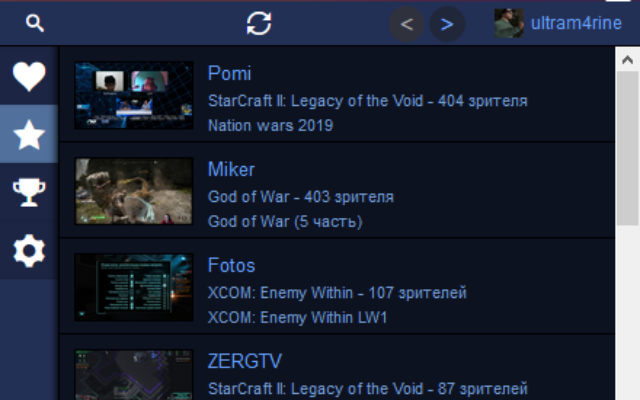 < >
ultram4rine
Pomi
StarCraft II: Legacy of the Void - 404 зрителя
Nation wars 2019
Miker
God of War - 403 зрителя
God of War (5 часть)
Fotos
XCOM: Enemy Within - 107 зрителей
XCOM: Enemy Within LW1
ZERGTV
StarCraft II: Legacy of the Void - 87 зрителей